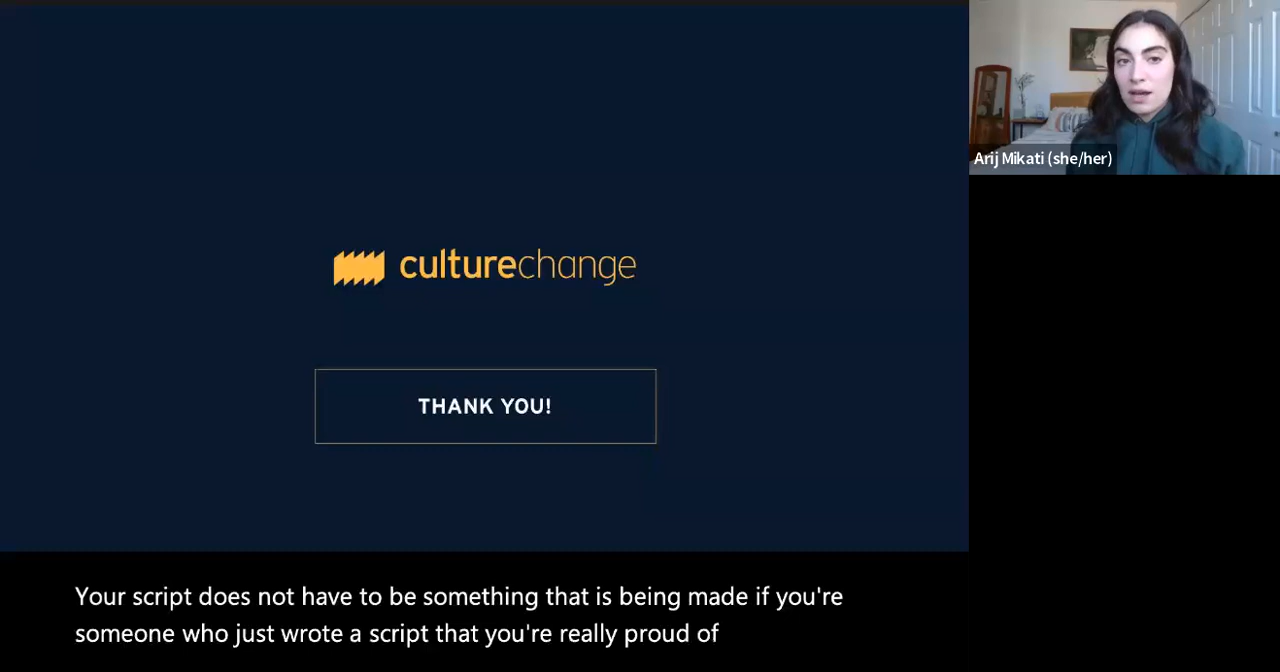 Arij Mikati (she/her)
culturechange
THANK YOU!
Your script does not have to be something that is being made if you're
someone who just wrote a script that you're really proud of